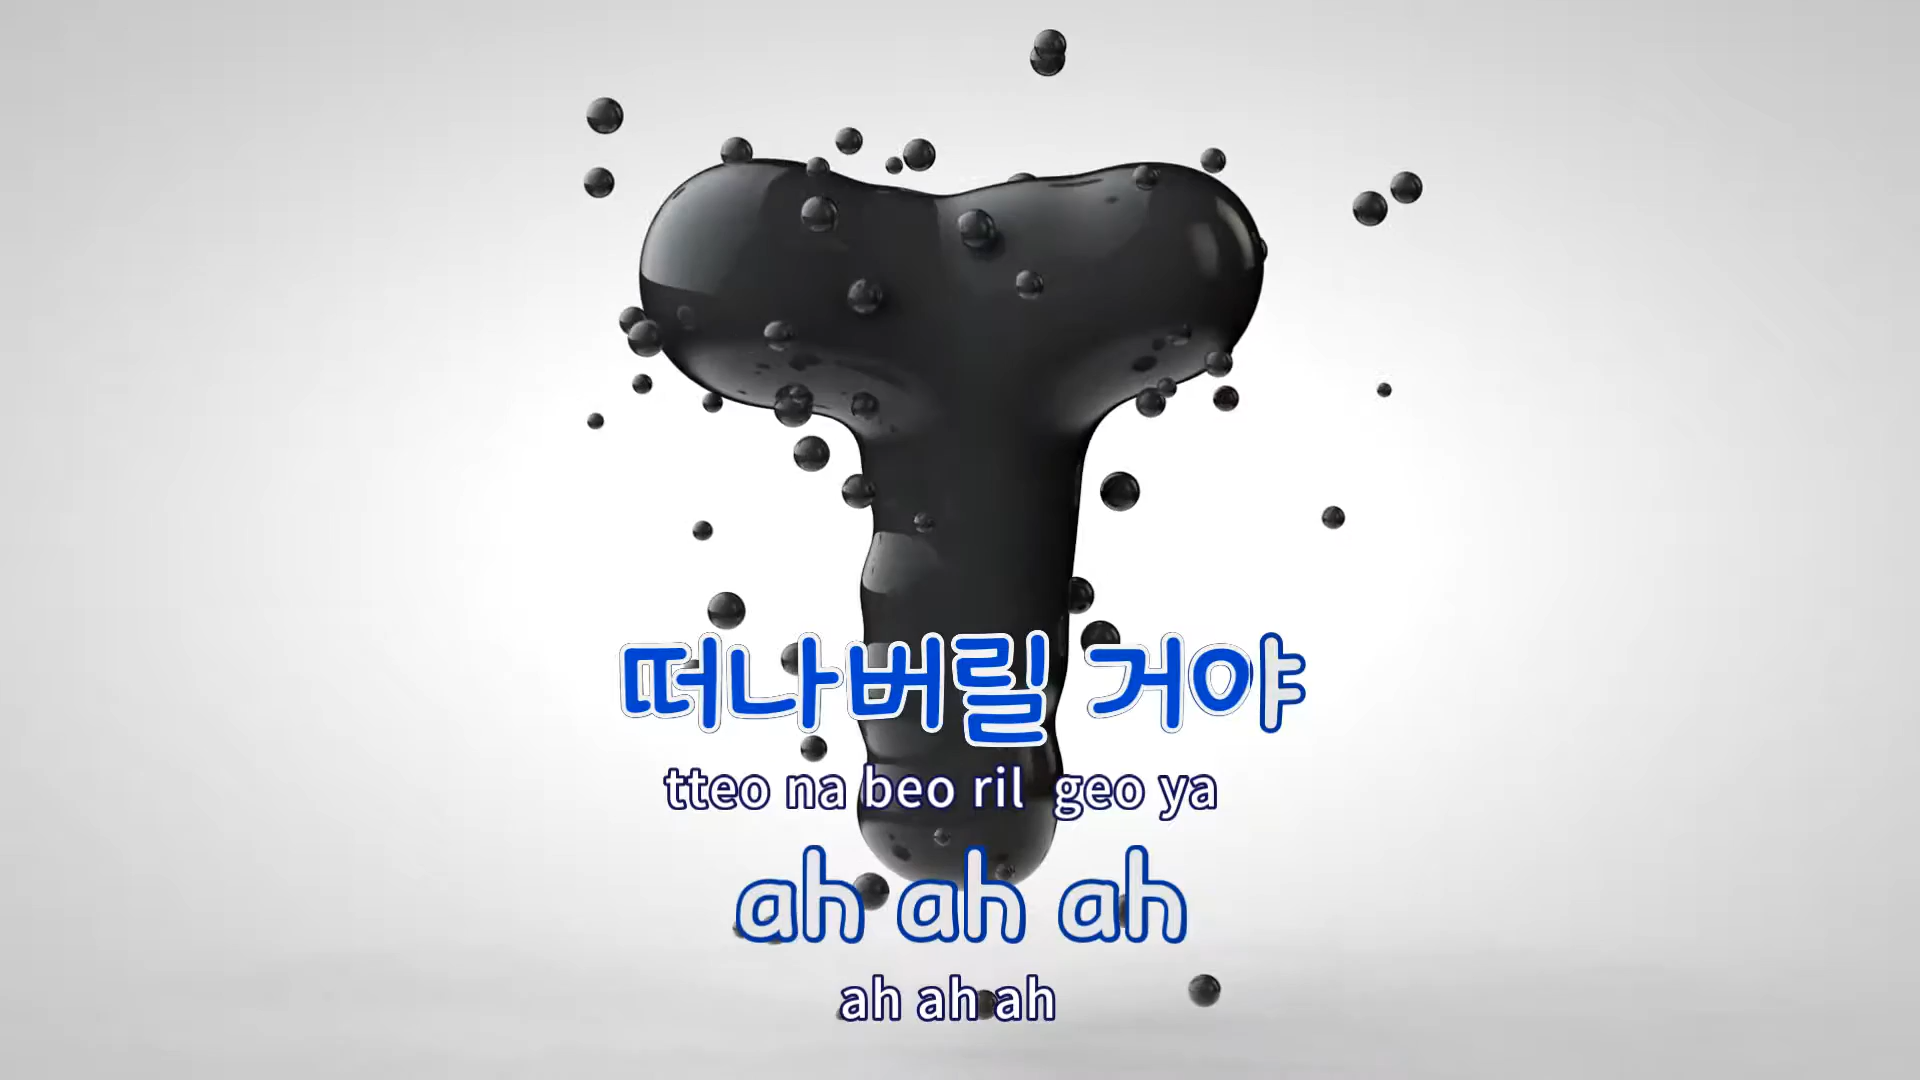 떠나버릴 거야
tteo na beo ril geo ya
ah ah ah
ah ah ah